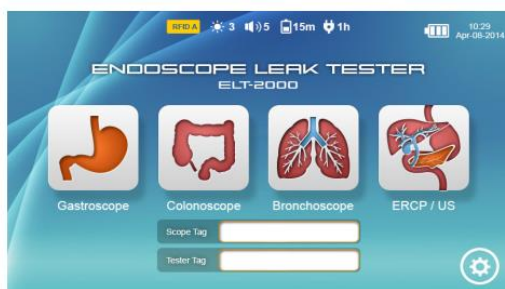 RFID A 3 5 15m 1h 10:29
Apr-08-2014
ENDOSCOPE LEAK TESTER
ELT-2000
Gastroscope Colonoscope Bronchoscope ERCP / US
Scope Tag
Tester Tag